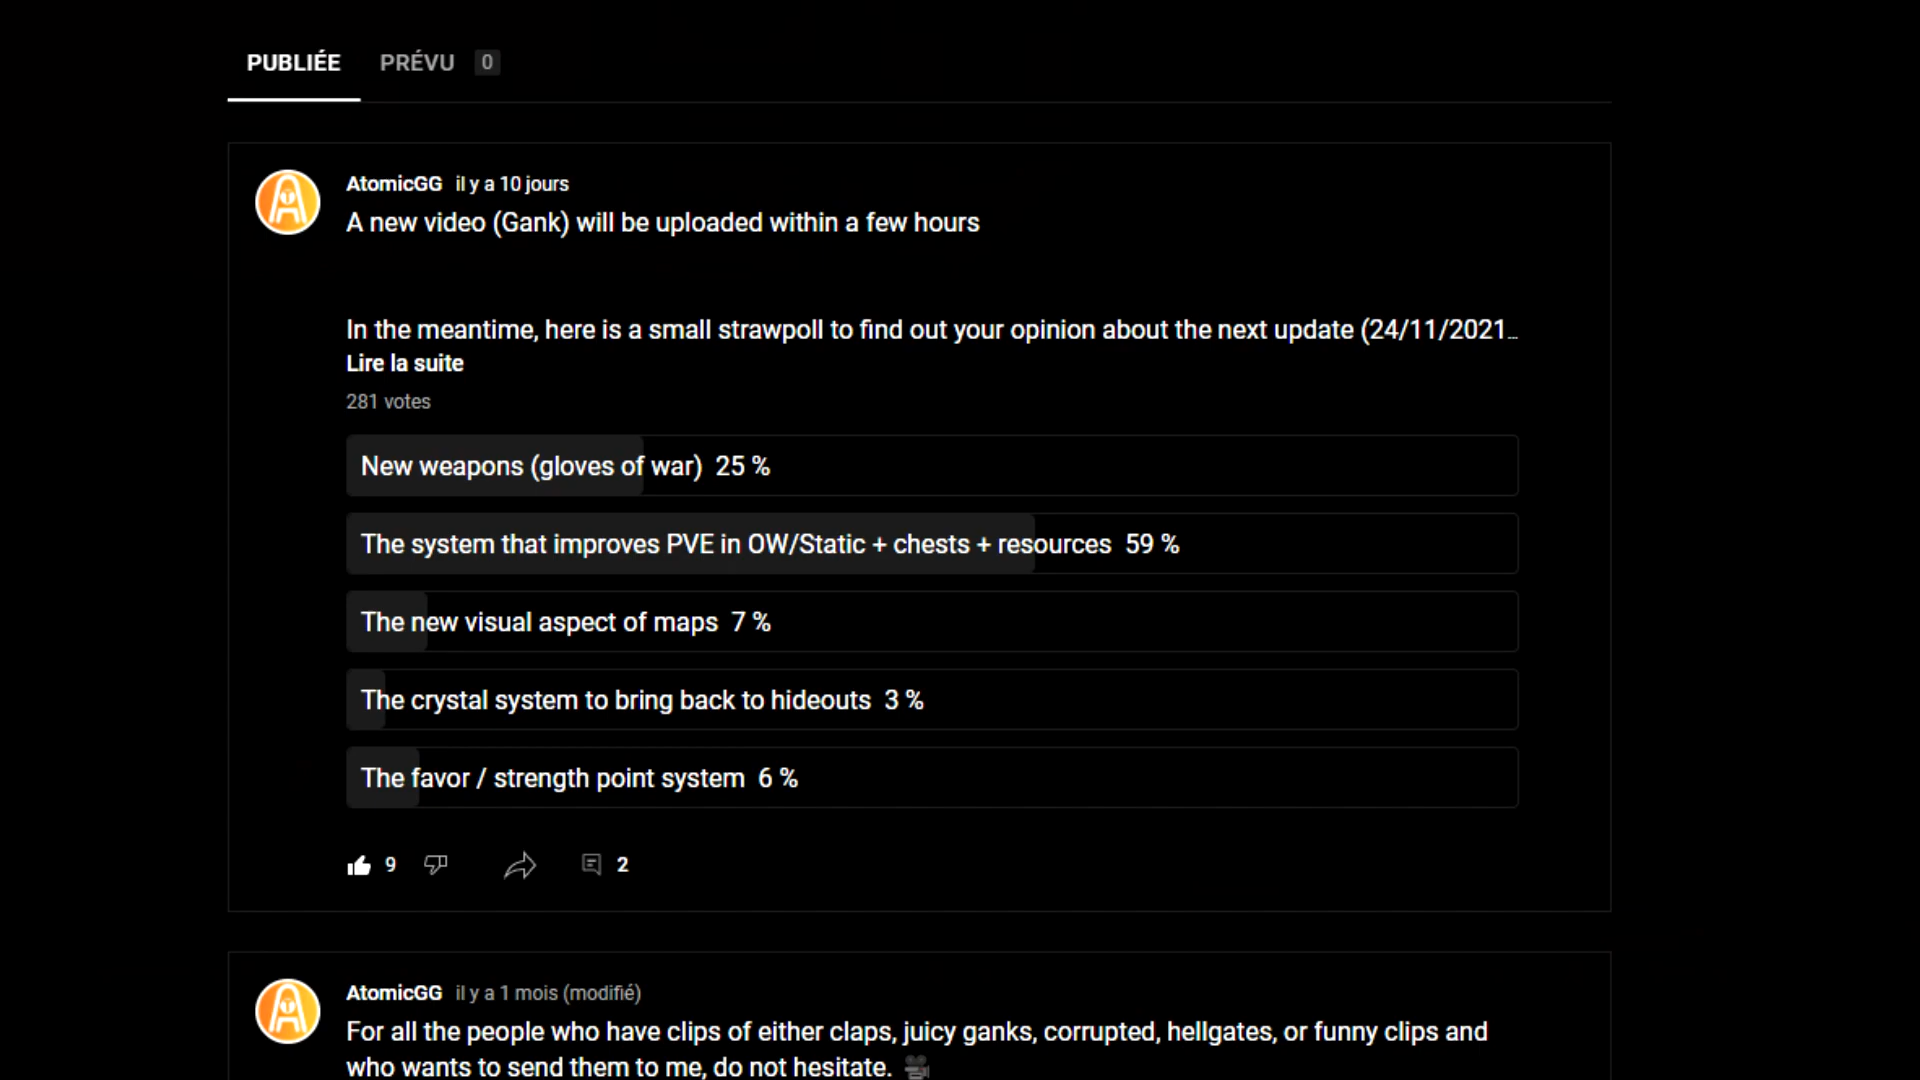 PUBLIÉE PRÉVU 0
AtomicGG il y a 10 jours
A new video (Gank) will be uploaded within a few hours
In the meantime, here is a small strawpoll to find out your opinion about the next update (24/11/2021...
Lire la suite
281 votes
New weapons (gloves of war) 25 %
The system that improves PVE in OW/Static + chests + resources 59 %
The new visual aspect of maps 7 %
The crystal system to bring back to hideouts 3 %
The favor / strength point system 6 %
9 2
AtomicGG il y a 1 mois (modifié)
For all the people who have clips of either claps, juicy ganks, corrupted, hellgates, or funny clips and
who wants to send them to me, do not hesitate. 🎥